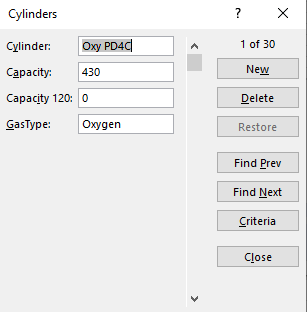 Cylinders ? ×
Cylinder: Oxy PD4C
Capacity: 430
Capacity 120: 0
GasType: Oxygen
1 of 30
New
Delete
Restore
Find Prev
Find Next
Criteria
Close